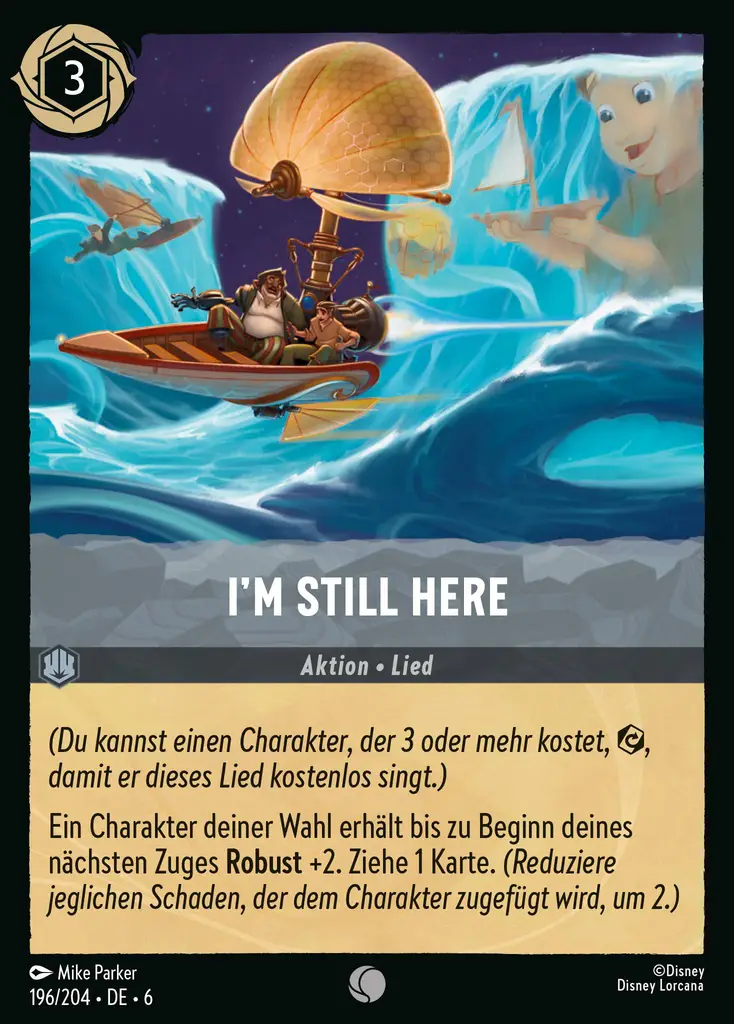 3
I'M STILL HERE
Aktion • Lied
(Du kannst einen Charakter, der 3 oder mehr kostet, ,
damit er dieses Lied kostenlos singt.)
Ein Charakter deiner Wahl erhält bis zu Beginn deines
nächsten Zuges Robust +2. Ziehe 1 Karte. (Reduziere
jeglichen Schaden, der dem Charakter zugefügt wird, um 2.)
Mike Parker
©Disney
196/204 • DE • 6
Disney Lorcana